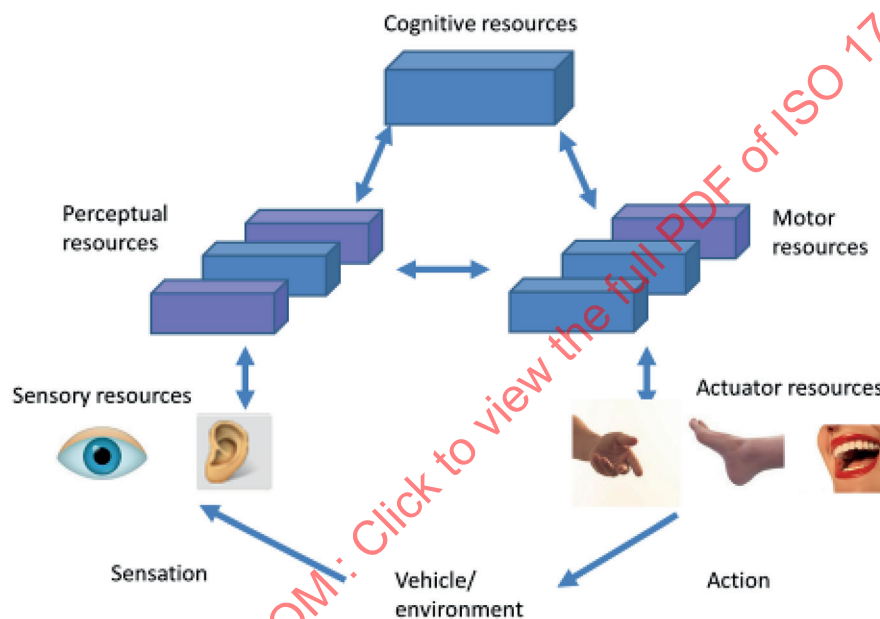 Cognitive resources
Perceptual
resources
Motor
resources
Sensory resources
Actuator resources
Sensation
Vehicle/
environment
Action
OM : Click to view the full PDF of ISO 17